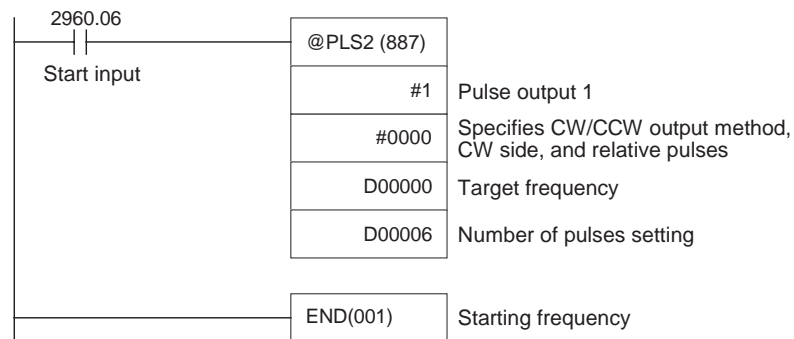 2960.06
@PLS2 (887)
Start input
#1
Pulse output 1
#0000
Specifies CW/CCW output method,
CW side, and relative pulses
D00000
Target frequency
D00006
Number of pulses setting
END(001)
Starting frequency